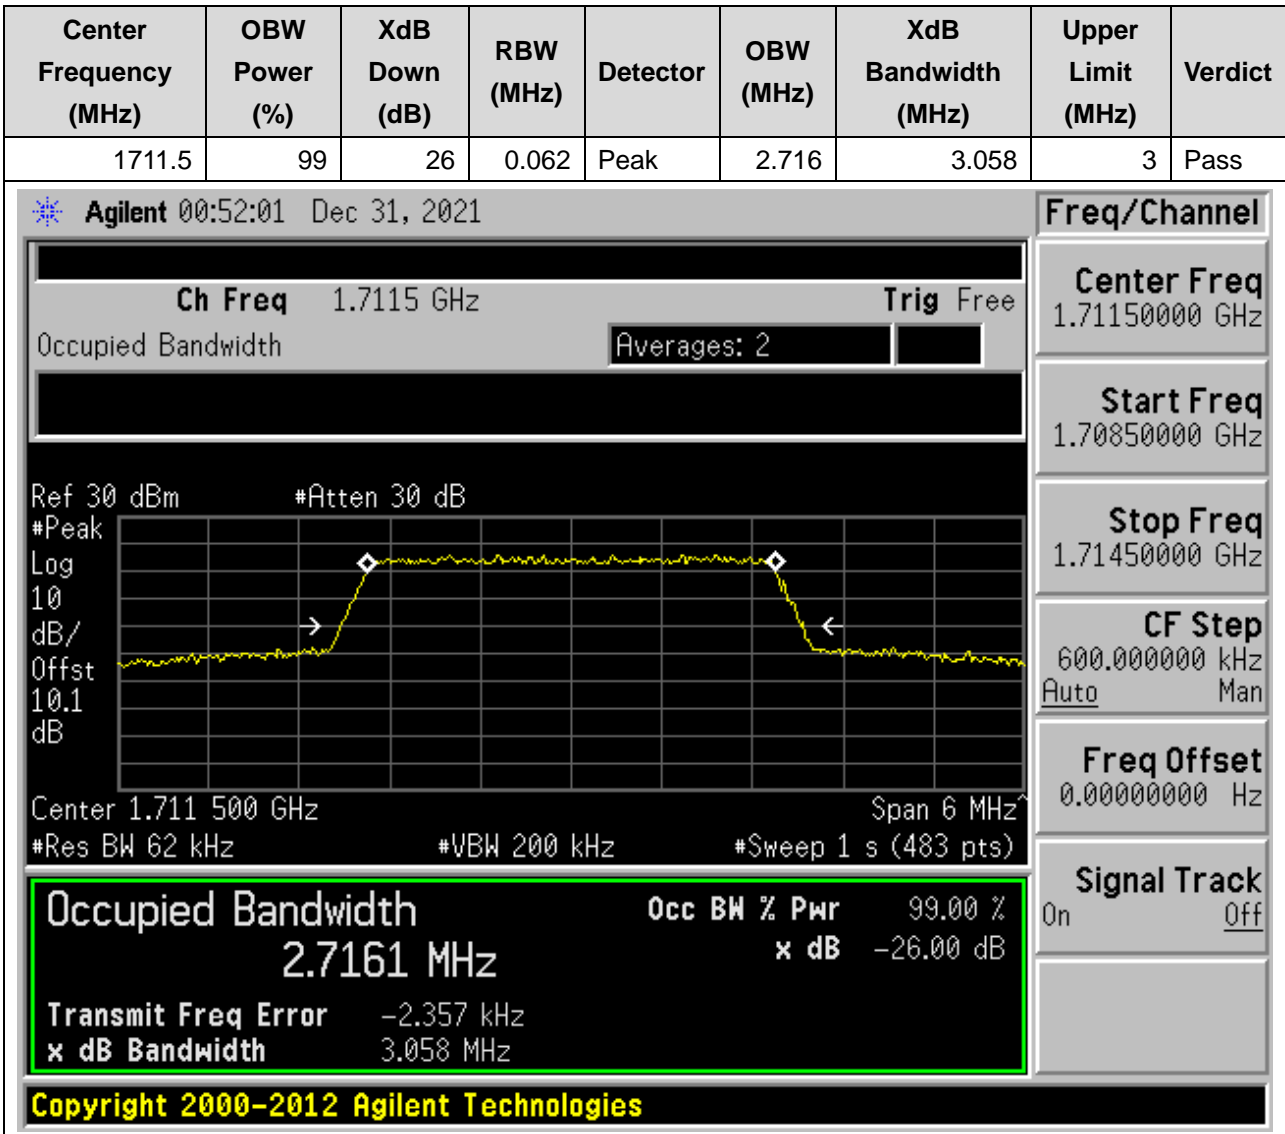 Center Frequency (MHz) OBW Power (%) XdB Down (dB) RBW (MHz) Detector OBW (MHz) XdB Bandwidth (MHz) Upper Limit (MHz) Verdict
1711.5 99 26 0.062 Peak 2.716 3.058 3 Pass
Agilent 00:52:01 Dec 31, 2021
Freq/Channel
Ch Freq 1.7115 GHz Trig Free
Occupied Bandwidth Averages: 2
Ref 30 dBm #Atten 30 dB
#Peak
Log
10
dB/
Offst
10.1
dB
Center 1.711 500 GHz Span 6 MHz^
#Res BW 62 kHz #VBW 200 kHz #Sweep 1 s (483 pts)
Occupied Bandwidth Occ BW % Pwr 99.00 %
2.7161 MHz x dB -26.00 dB
Transmit Freq Error -2.357 kHz
x dB Bandwidth 3.058 MHz
Center Freq
1.71150000 GHz
Start Freq
1.70850000 GHz
Stop Freq
1.71450000 GHz
CF Step
600.000000 kHz
Auto Man
Freq Offset
0.00000000 Hz
Signal Track
On Off
Copyright 2000-2012 Agilent Technologies